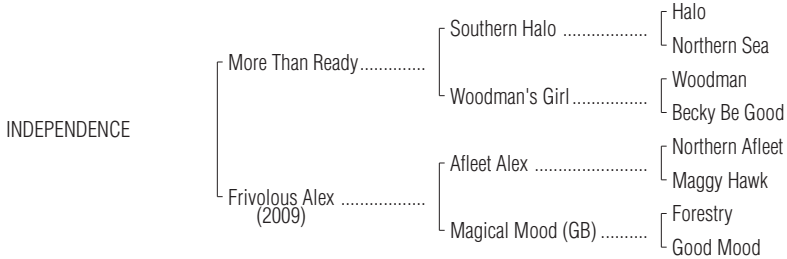 Halo
Southern Halo ..................
Northern Sea
More Than Ready..............
Woodman
Woodman's Girl................
Becky Be Good
INDEPENDENCE
Northern Afleet
Afleet Alex ........................
Maggy Hawk
Frivolous Alex ..................
(2009)
Forestry
Magical Mood (GB) ..........
Good Mood